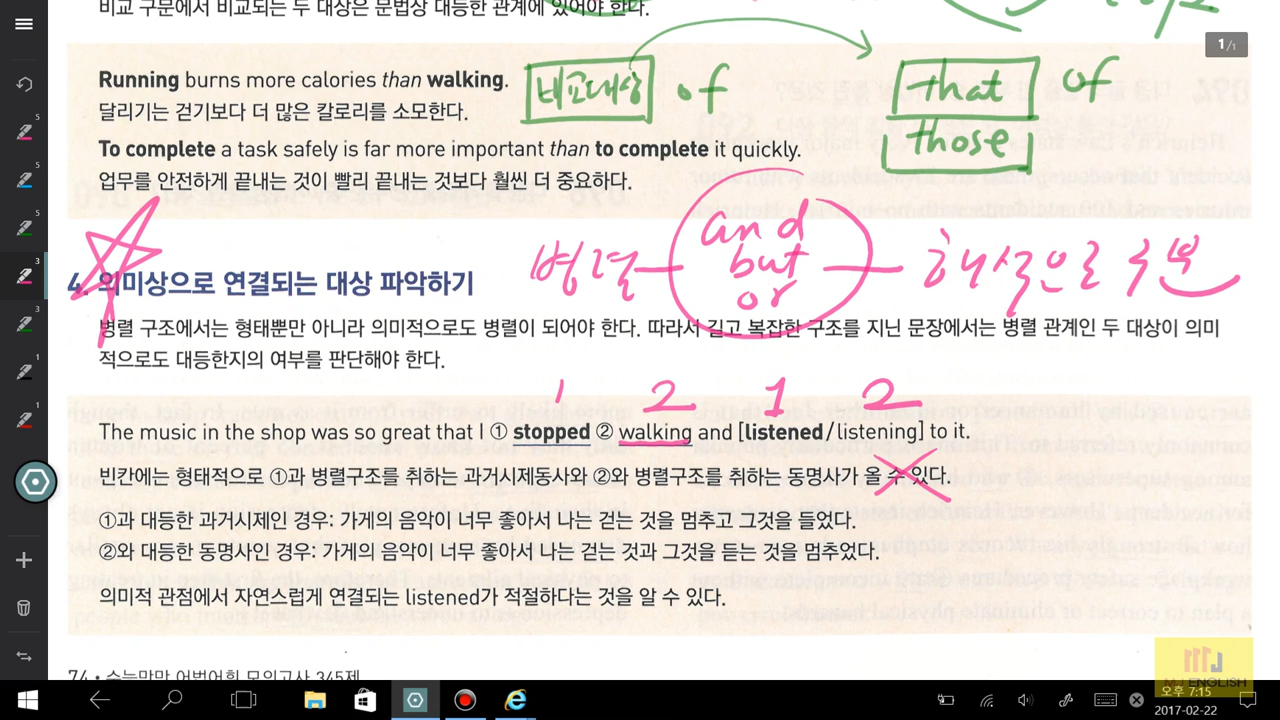 비교 구문에서 비교되는 두 대상은 문법상 대등한 관계에 있어야 한다.
1/1
Running burns more calories than walking.
달리기는 걷기보다 더 많은 칼로리를 소모한다.
비교대상 of
that of
those
To complete a task safely is far more important than to complete it quickly.
업무를 안전하게 끝내는 것이 빨리 끝내는 것보다 훨씬 더 중요하다.
병렬 and but or 해석으로 구분
4. 의미상으로 연결되는 대상 파악하기
병렬 구조에서는 형태뿐만 아니라 의미적으로도 병렬이 되어야 한다. 따라서 길고 복잡한 구조를 지닌 문장에서는 병렬 관계인 두 대상이 의미
적으로도 대등한지의 여부를 판단해야 한다.
1 2 1 2
The music in the shop was so great that I ① stopped ② walking and [listened/listening] to it.
빈칸에는 형태적으로 ①과 병렬구조를 취하는 과거시제동사와 ②와 병렬구조를 취하는 동명사가 올 수 있다.
①과 대등한 과거시제인 경우: 가게의 음악이 너무 좋아서 나는 걷는 것을 멈추고 그것을 들었다.
②와 대등한 동명사인 경우: 가게의 음악이 너무 좋아서 나는 걷는 것과 그것을 듣는 것을 멈추었다.
의미적 관점에서 자연스럽게 연결되는 listened가 적절하다는 것을 알 수 있다.
74 • 수능만만 어법어휘 모의고사 345제
MJ ENGLISH
오후 7:15
2017-02-22